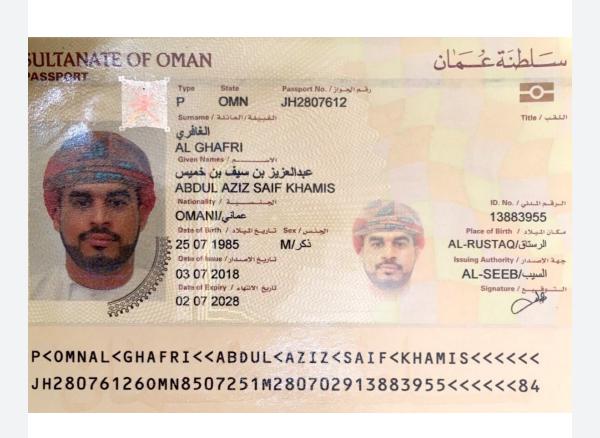 SULTANATE OF OMAN سلطنة عُمان
PASSPORT
Type State Passport No. / رقم الجواز
P OMN JH2807612
Surname / القبيلة/العائلة Title / اللقب
الغافري
AL GHAFRI
Given Names / الاسم
عبدالعزيز بن سيف بن خميس
ABDUL AZIZ SAIF KHAMIS
Nationality / الجنسية ID. No. / الرقم المدني
OMANI/عماني 13883955
Date of Birth / تاريخ الميلاد Sex / الجنس Place of Birth / مكان الميلاد
25 07 1985 M/ذكر AL-RUSTAQ/الرستاق
Date of Issue / تاريخ الاصدار Issuing Authority / جهة الاصدار
03 07 2018 AL-SEEB/السيب
Date of Expiry / تاريخ الانتهاء Signature / التوقيع
02 07 2028
P<OMNAL<GHAFRI<<ABDUL<AZIZ<SAIF<KHAMIS<<<<<<
JH280761260MN8507251M280702913883955<<<<<<84